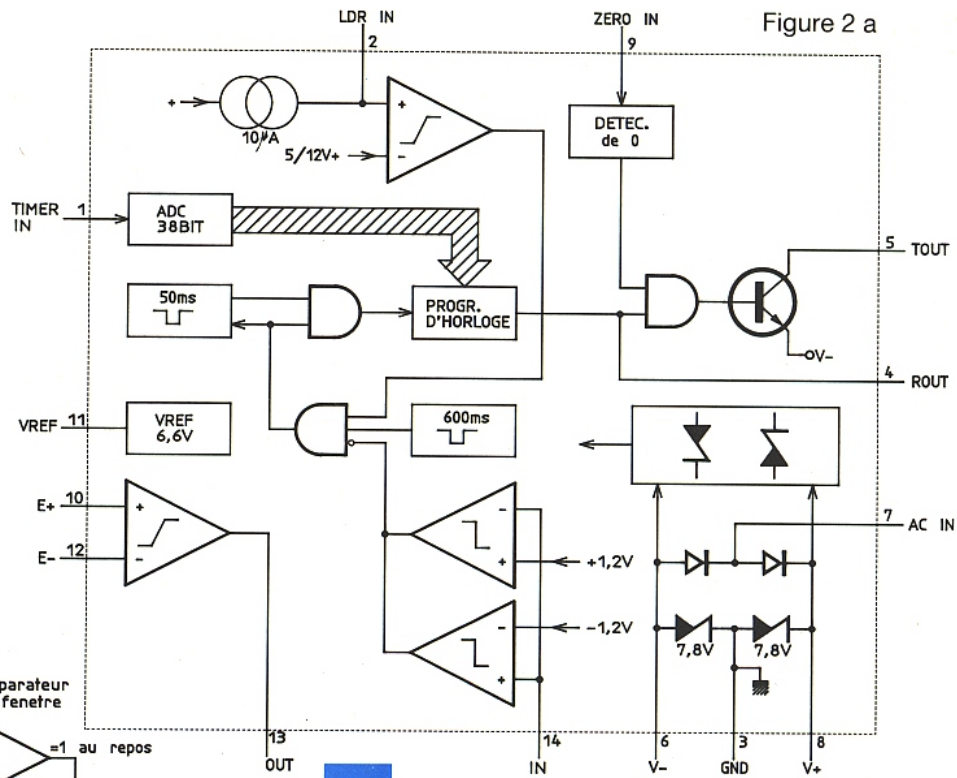 LDR IN
ZERO IN
Figure 2 a
2
9
+
10µA
+
5/12V+
-
DETEC.
de 0
TIMER
IN
1
ADC
38BIT
5
TOUT
50ms
PROGR.
D'HORLOGE
V-
4
ROUT
VREF
11
VREF
6,6V
600ms
E+
10
+
E-
12
-
7
AC IN
-
+
+1,2V
-
-1,2V
+
7,8V
7,8V
parateur
fenetre
=1 au repos
13
OUT
14
IN
6
V-
3
GND
8
V+